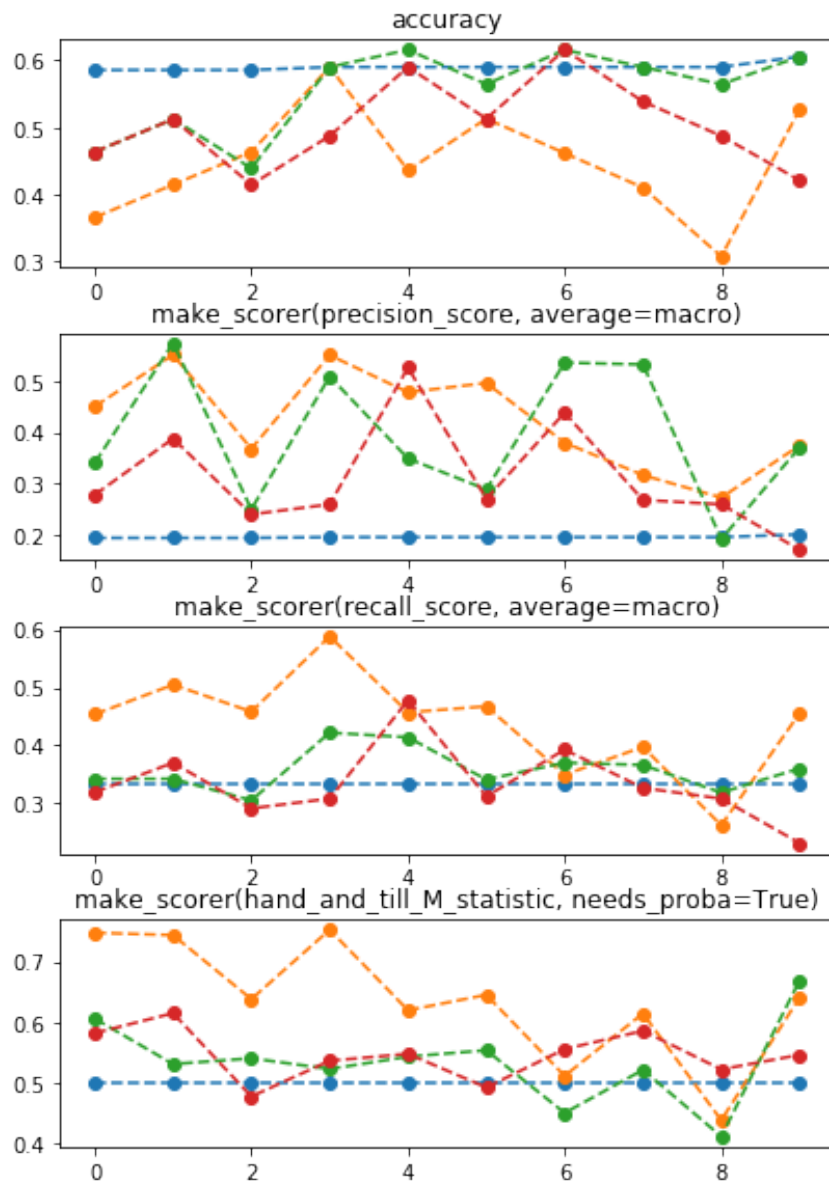 accuracy
0.6
0.5
0.4
0.3
0 2 4 6 8
make_scorer(precision_score, average=macro)
0.5
0.4
0.3
0.2
0 2 4 6 8
make_scorer(recall_score, average=macro)
0.6
0.5
0.4
0.3
0 2 4 6 8
make_scorer(hand_and_till_M_statistic, needs_proba=True)
0.7
0.6
0.5
0.4
0 2 4 6 8